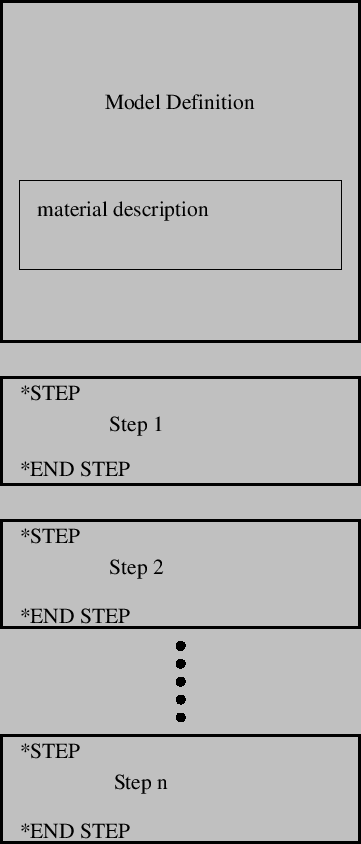 Model Definition
material description
*STEP
Step 1
*END STEP
*STEP
Step 2
*END STEP
*STEP
Step n
*END STEP